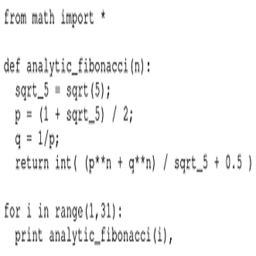 from math import *
def analytic_fibonacci(n):
sqrt_5 = sqrt(5);
p = (1 + sqrt_5) / 2;
q = 1/p;
return int( (p**n + q**n) / sqrt_5 + 0.5 )
for i in range(1,31):
print analytic_fibonacci(i),